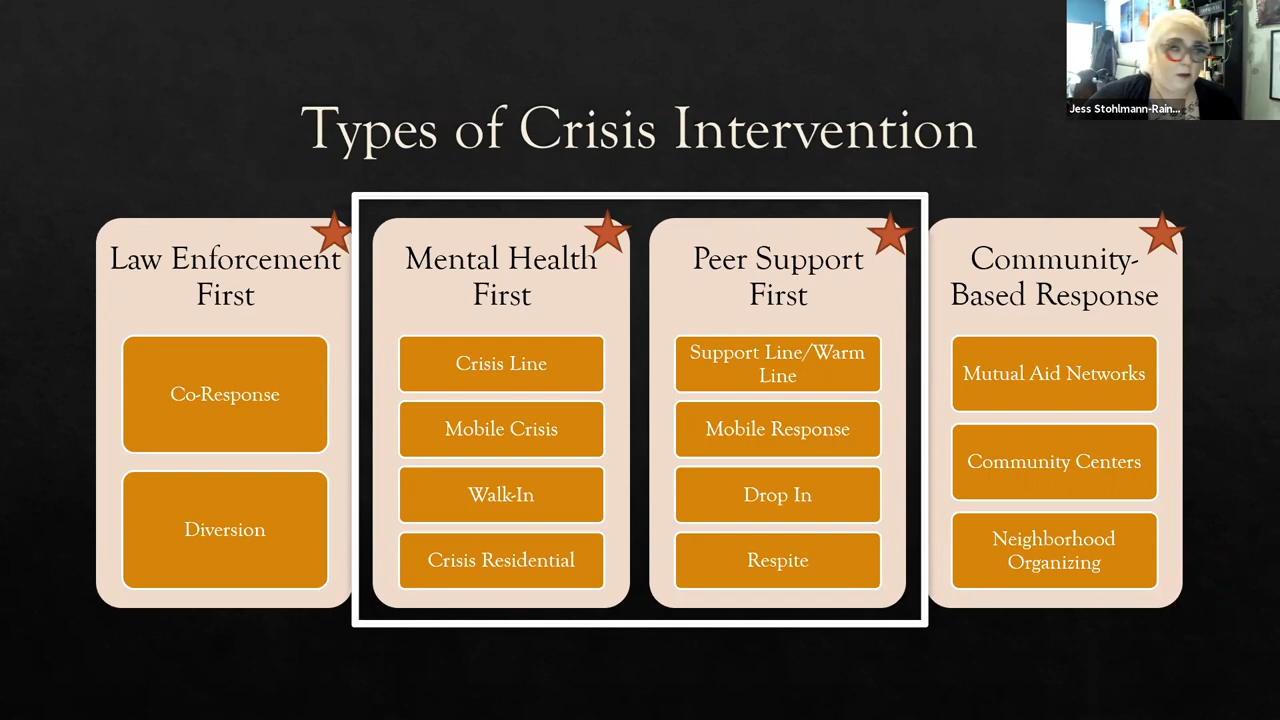 Jess Stohlmann-Rain...
Types of Crisis Intervention
Law Enforcement
First
Co-Response
Diversion
Mental Health
First
Crisis Line
Mobile Crisis
Walk-In
Crisis Residential
Peer Support
First
Support Line/Warm
Line
Mobile Response
Drop In
Respite
Community-
Based Response
Mutual Aid Networks
Community Centers
Neighborhood
Organizing